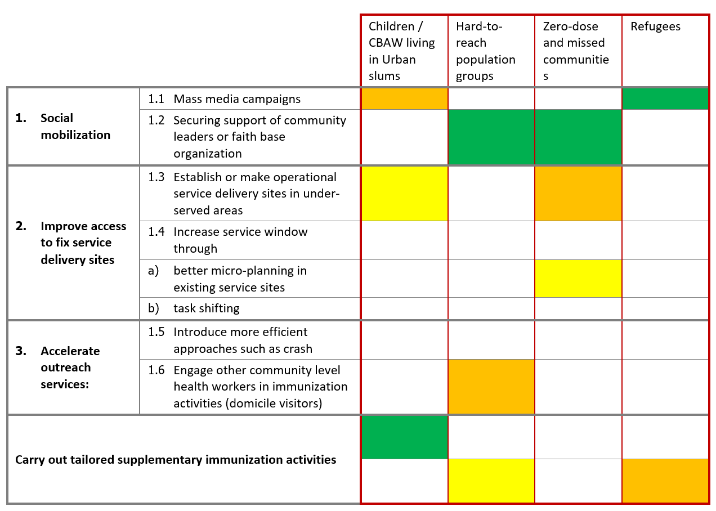 Children /
CBAW living
in Urban
slums
Hard-to-
reach
population
groups
Zero-dose
and missed
communitie
s
Refugees
1. Social
mobilization
1.1 Mass media campaigns
1.2 Securing support of community
leaders or faith base
organization
2. Improve access
to fix service
delivery sites
1.3 Establish or make operational
service delivery sites in under-
served areas
1.4 Increase service window
through
a) better micro-planning in
existing service sites
b) task shifting
3. Accelerate
outreach
services:
1.5 Introduce more efficient
approaches such as crash
1.6 Engage other community level
health workers in immunization
activities (domicile visitors)
Carry out tailored supplementary immunization activities